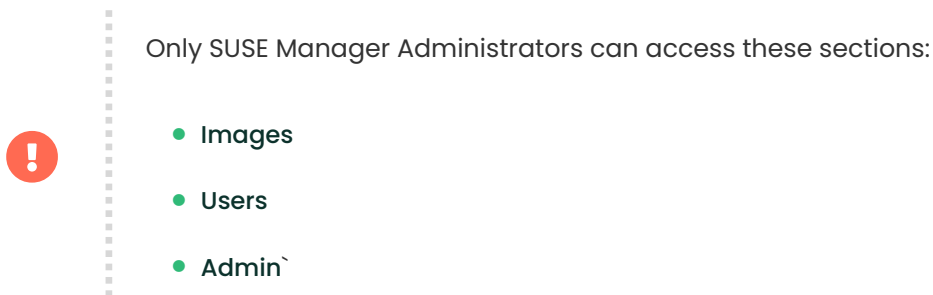 Only SUSE Manager Administrators can access these sections:
Images
Users
Admin`